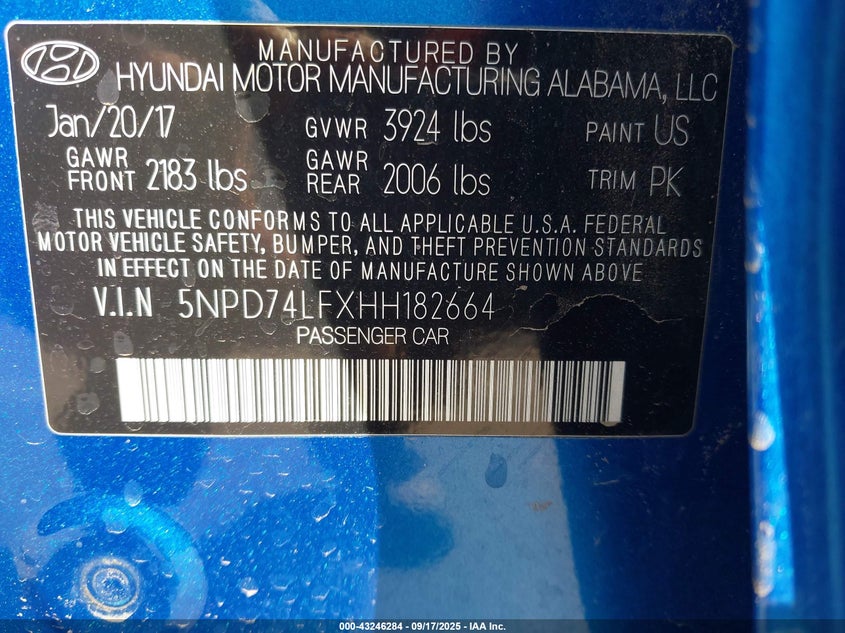 MANUFACTURED BY
HYUNDAI MOTOR MANUFACTURING ALABAMA, LLC
Jan/20/17 GVWR 3924 lbs PAINT US
GAWR FRONT 2183 lbs GAWR REAR 2006 lbs TRIM PK
THIS VEHICLE CONFORMS TO ALL APPLICABLE U.S.A. FEDERAL
MOTOR VEHICLE SAFETY, BUMPER, AND THEFT PREVENTION STANDARDS
IN EFFECT ON THE DATE OF MANUFACTURE SHOWN ABOVE
V.I.N 5NPD74LFXHH182664
PASSENGER CAR
000-43246284 - 09/17/2025 - IAA Inc.